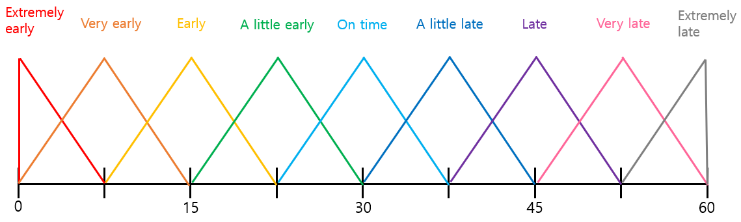 Extremely
early
Very early
Early
A little early
On time
A little late
Late
Very late
Extremely
late
0
15
30
45
60